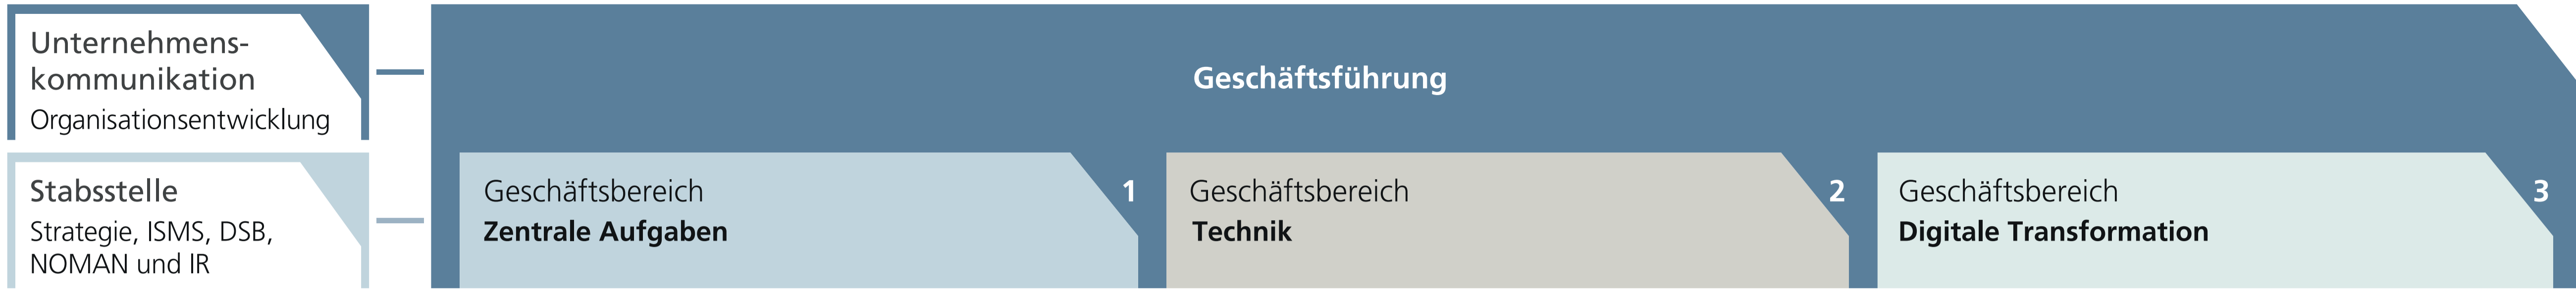 Unternehmens-
kommunikation
Organisationsentwicklung
Stabsstelle
Strategie, ISMS, DSB,
NOMAN und IR
Geschäftsführung
Geschäftsbereich
Zentrale Aufgaben
1
Geschäftsbereich
Technik
2
Geschäftsbereich
Digitale Transformation
3